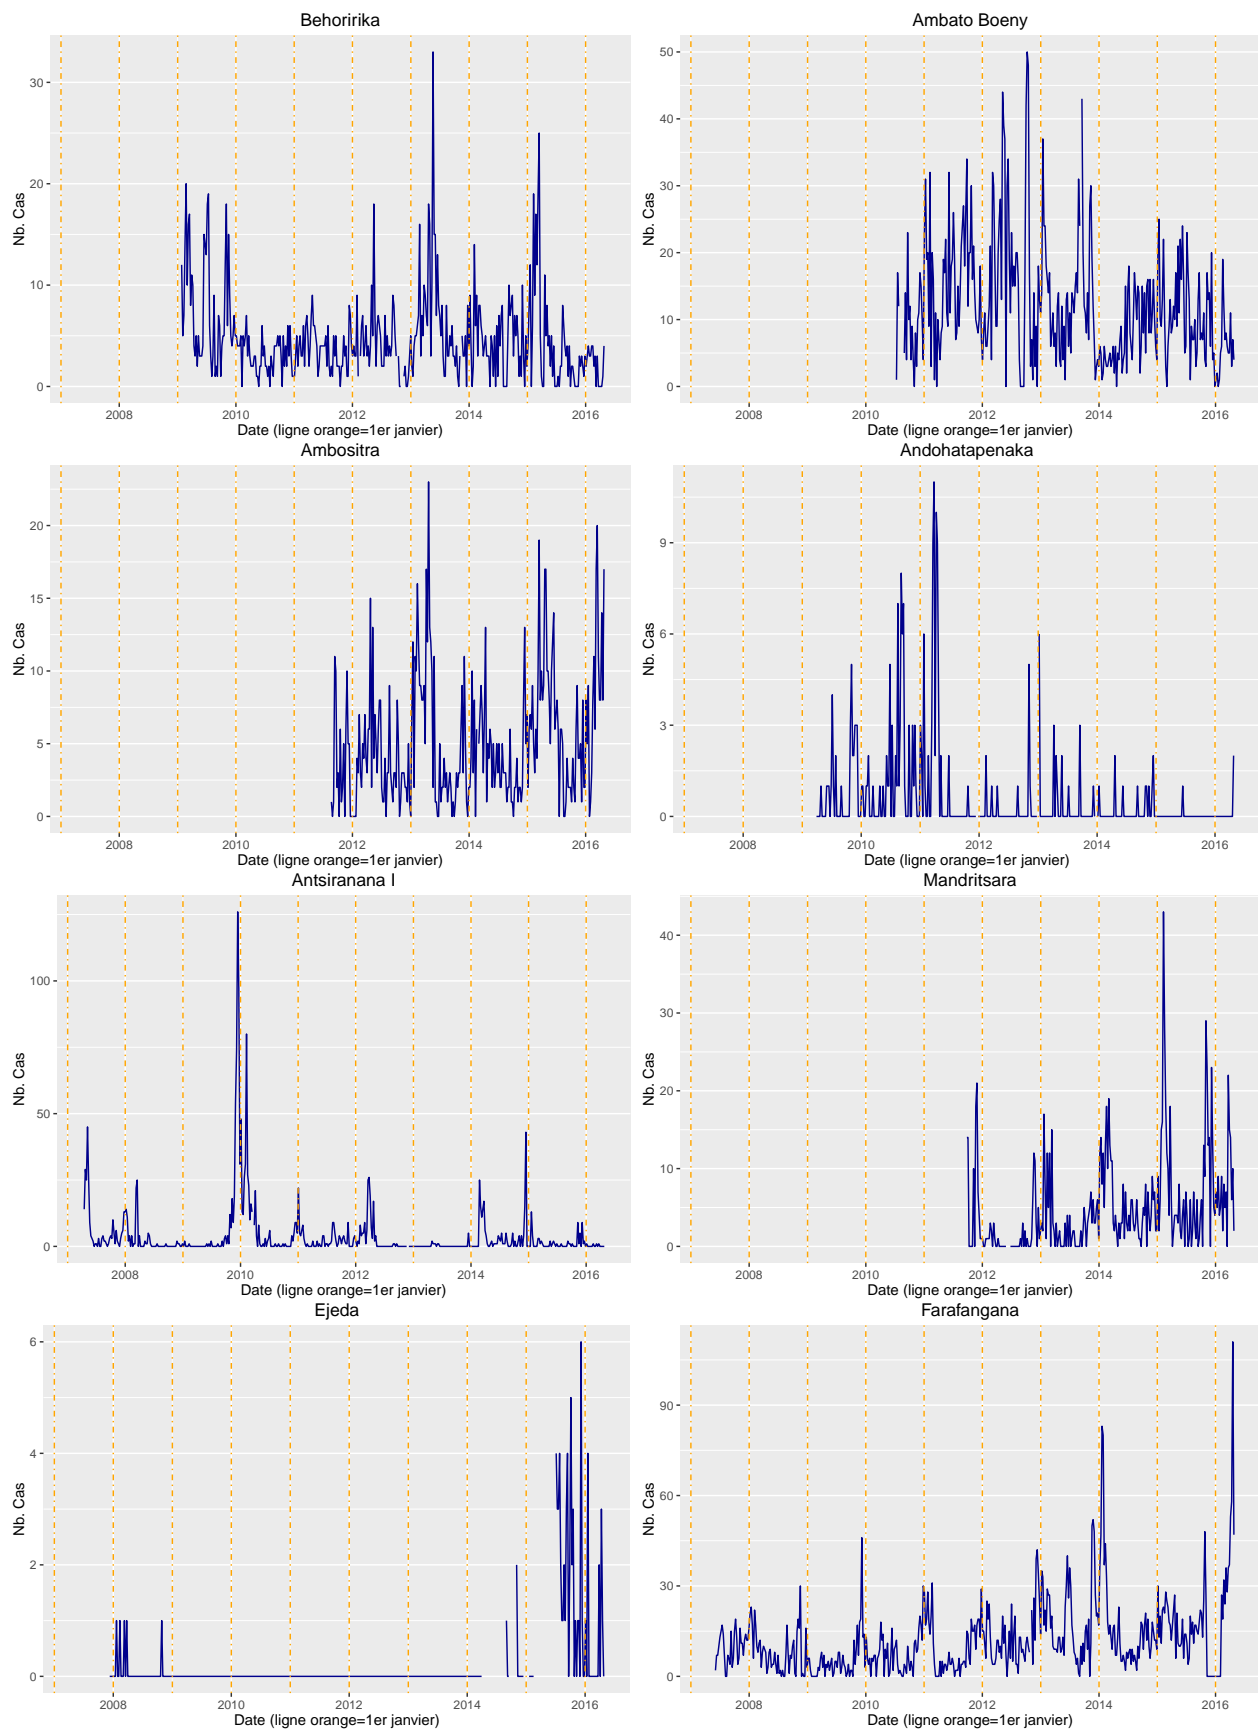 Behoririka
Nb. Cas
30
20
10
0
2008 2010 2012 2014 2016
Date (ligne orange=1er janvier)
Ambato Boeny
Nb. Cas
50
40
30
20
10
0
2008 2010 2012 2014 2016
Date (ligne orange=1er janvier)
Ambositra
Nb. Cas
20
15
10
5
0
2008 2010 2012 2014 2016
Date (ligne orange=1er janvier)
Andohatapenaka
Nb. Cas
9
6
3
0
2008 2010 2012 2014 2016
Date (ligne orange=1er janvier)
Antsiranana I
Nb. Cas
100
50
0
2008 2010 2012 2014 2016
Date (ligne orange=1er janvier)
Mandritsara
Nb. Cas
40
30
20
10
0
2008 2010 2012 2014 2016
Date (ligne orange=1er janvier)
Ejeda
Nb. Cas
6
4
2
0
2008 2010 2012 2014 2016
Date (ligne orange=1er janvier)
Farafangana
Nb. Cas
90
60
30
0
2008 2010 2012 2014 2016
Date (ligne orange=1er janvier)